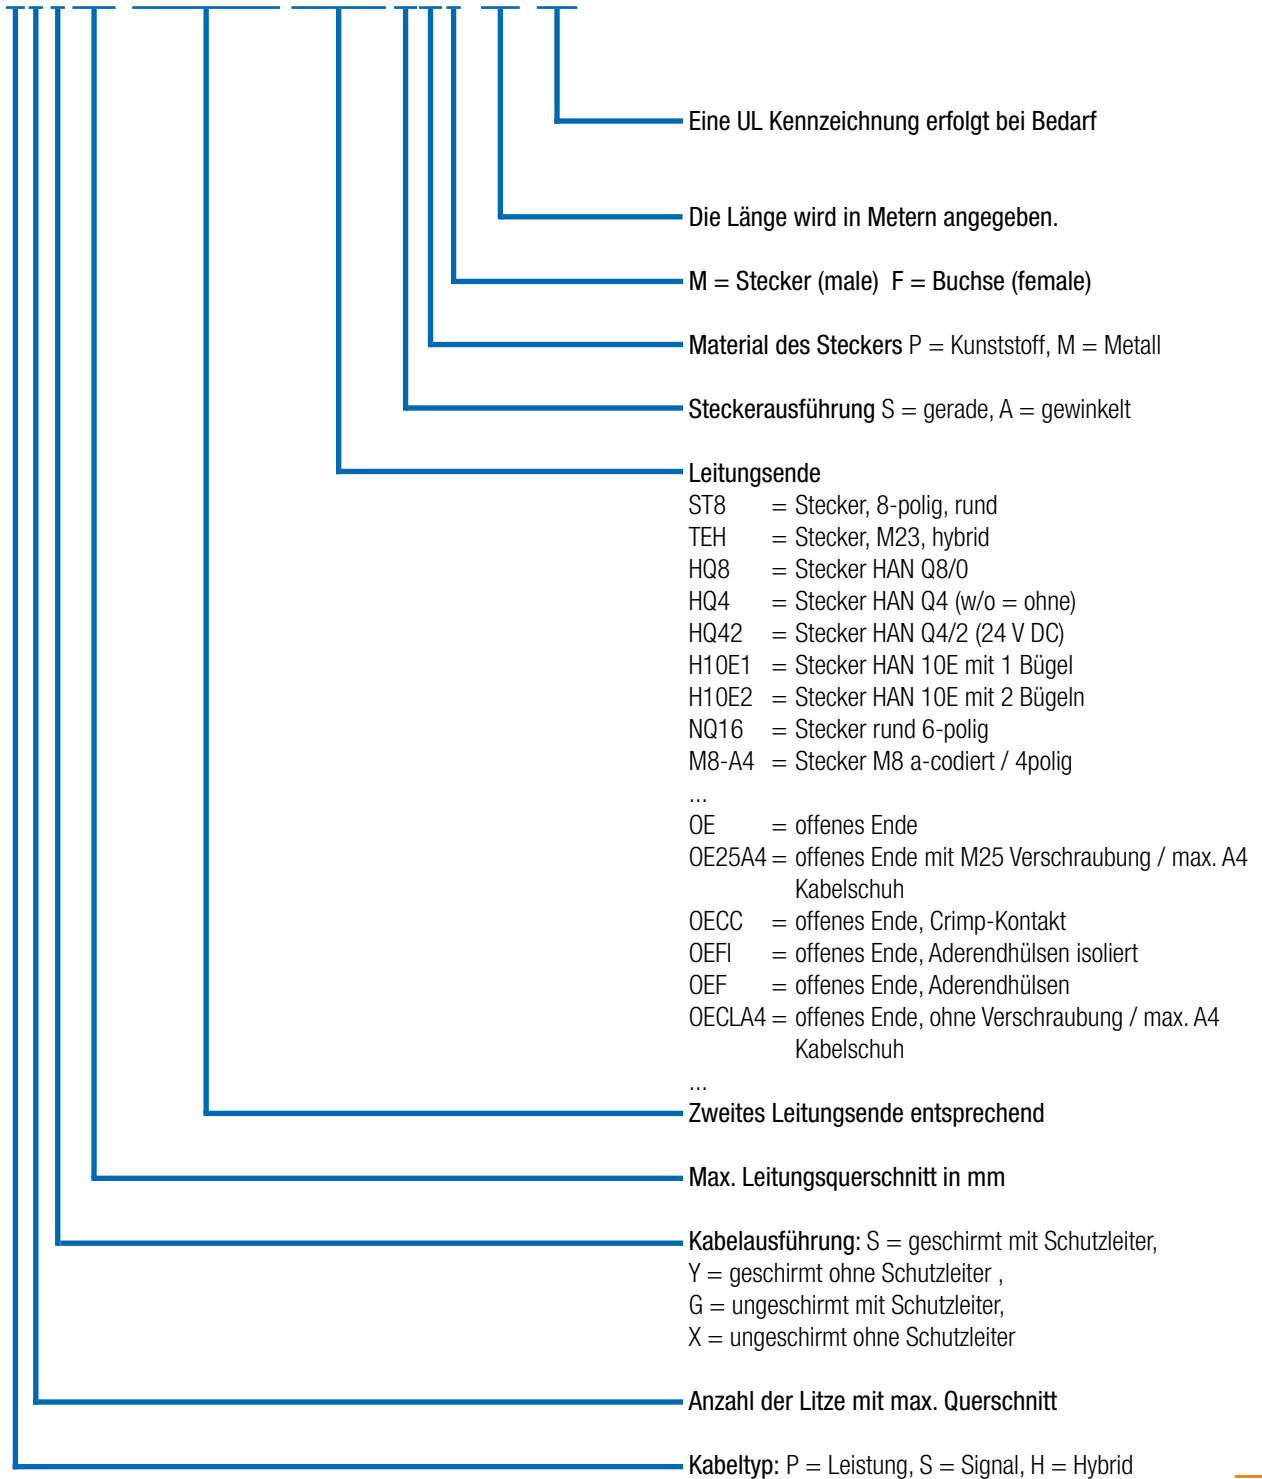 Eine UL Kennzeichnung erfolgt bei Bedarf
Die Länge wird in Metern angegeben.
M = Stecker (male) F = Buchse (female)
Material des Steckers P = Kunststoff, M = Metall
Steckerausführung S = gerade, A = gewinkelt
Leitungsende
ST8 = Stecker, 8-polig, rund
TEH = Stecker, M23, hybrid
HQ8 = Stecker HAN Q8/0
HQ4 = Stecker HAN Q4 (w/o = ohne)
HQ42 = Stecker HAN Q4/2 (24 V DC)
H10E1 = Stecker HAN 10E mit 1 Bügel
H10E2 = Stecker HAN 10E mit 2 Bügeln
NQ16 = Stecker rund 6-polig
M8-A4 = Stecker M8 a-codiert / 4polig
...
OE = offenes Ende
OE25A4 = offenes Ende mit M25 Verschraubung / max. A4
Kabelschuh
OECC = offenes Ende, Crimp-Kontakt
OEFI = offenes Ende, Aderendhülsen isoliert
OEF = offenes Ende, Aderendhülsen
OECLA4 = offenes Ende, ohne Verschraubung / max. A4
Kabelschuh
...
Zweites Leitungsende entsprechend
Max. Leitungsquerschnitt in mm
Kabelausführung: S = geschirmt mit Schutzleiter,
Y = geschirmt ohne Schutzleiter ,
G = ungeschirmt mit Schutzleiter,
X = ungeschirmt ohne Schutzleiter
Anzahl der Litze mit max. Querschnitt
Kabeltyp: P = Leistung, S = Signal, H = Hybrid